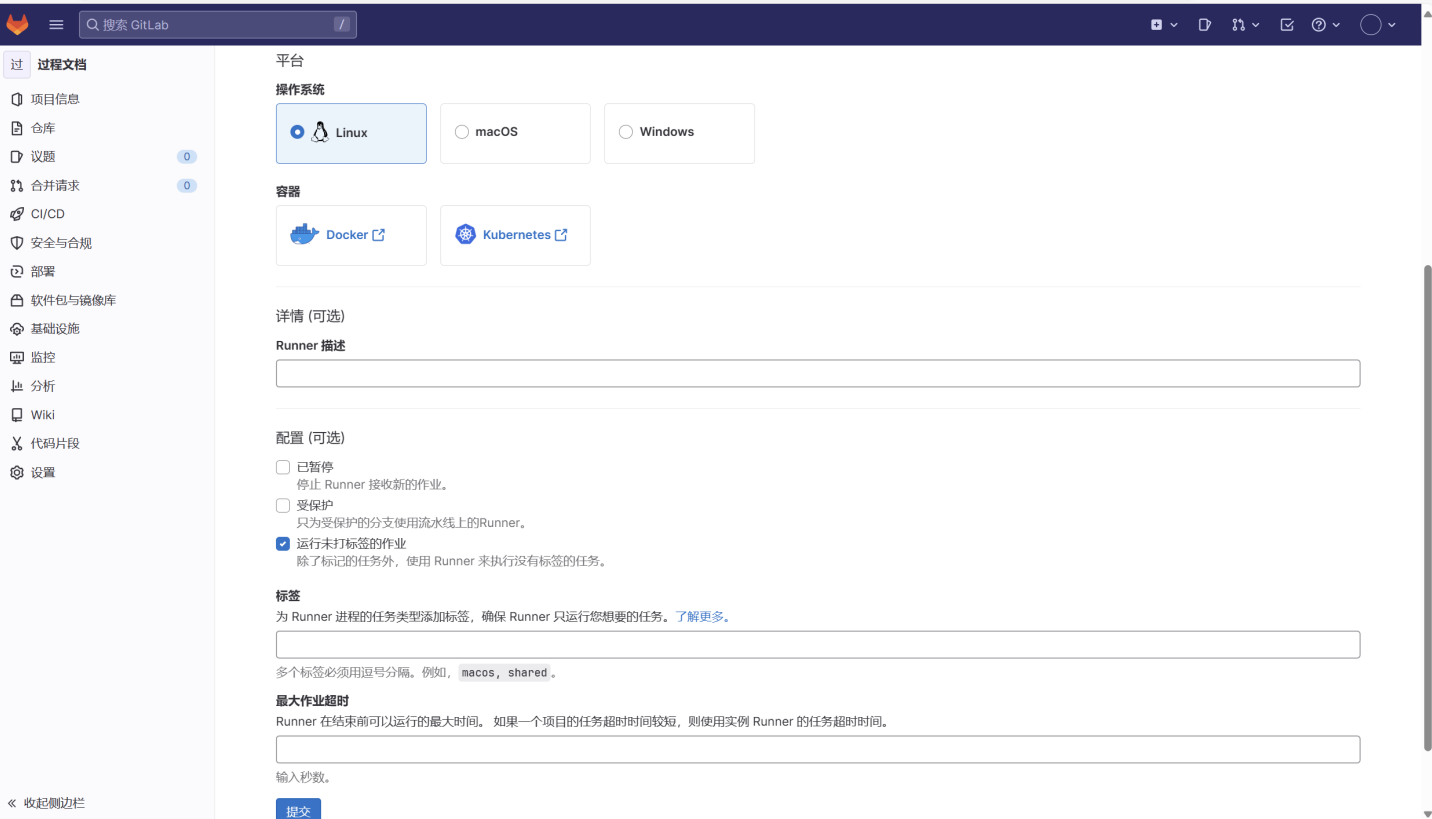 搜索 GitLab /
过 过程文档
项目信息
仓库
议题 0
合并请求 0
CI/CD
安全与合规
部署
软件包与镜像库
基础设施
监控
分析
Wiki
代码片段
设置
收起侧边栏
平台
操作系统
Linux macOS Windows
容器
Docker Kubernetes
详情 (可选)
Runner 描述
配置 (可选)
已暂停
停止 Runner 接收新的作业。
受保护
只为受保护的分支使用流水线上的Runner。
运行未打标签的作业
除了标记的任务外，使用 Runner 来执行没有标签的任务。
标签
为 Runner 进程的任务类型添加标签，确保 Runner 只运行您想要的任务。了解更多。
多个标签必须用逗号分隔。例如， macos, shared 。
最大作业超时
Runner 在结束前可以运行的最大时间。 如果一个项目的任务超时时间较短，则使用实例 Runner 的任务超时时间。
输入秒数。
提交